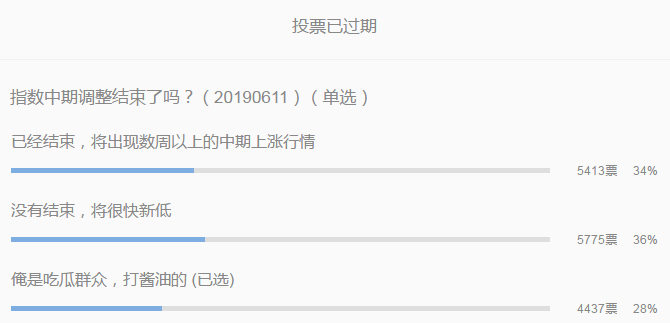 投票已过期
指数中期调整结束了吗？（20190611）（单选）
已经结束，将出现数周以上的中期上涨行情
5413票 34%
没有结束，将很快新低
5775票 36%
俺是吃瓜群众，打酱油的 (已选)
4437票 28%